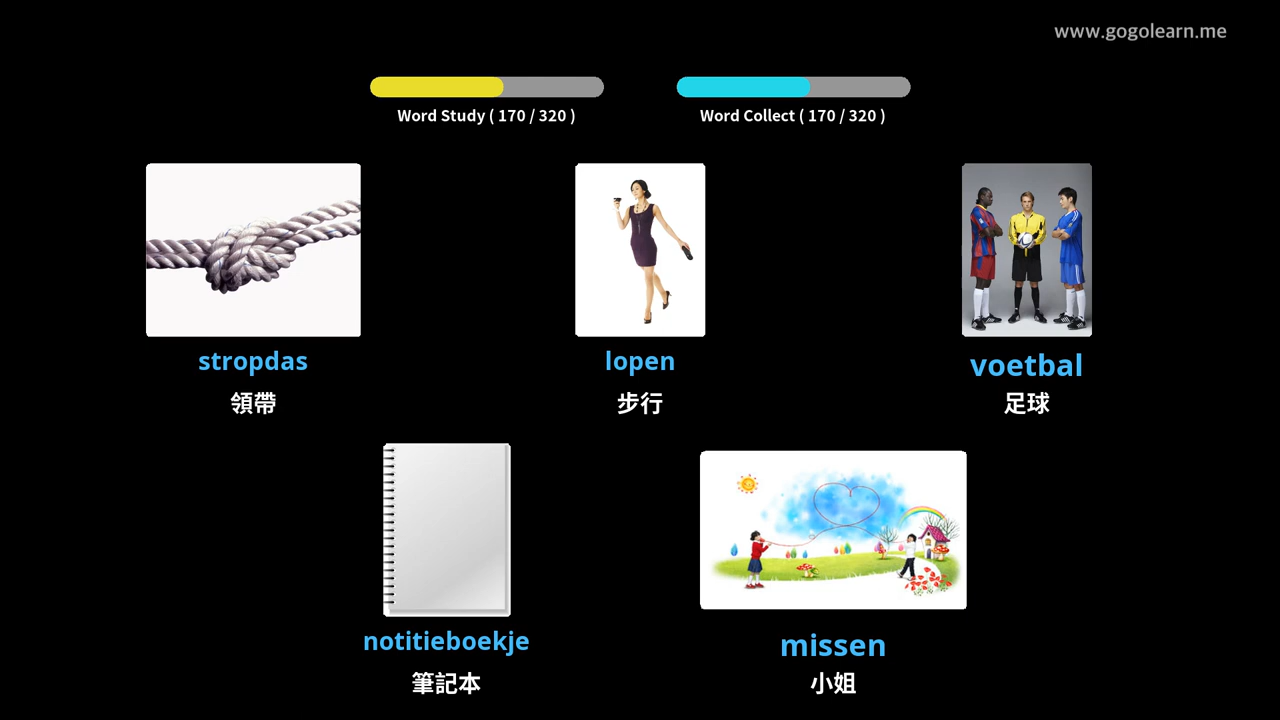 www.gogolearn.me
Word Study ( 170 / 320 )
Word Collect ( 170 / 320 )
stropdas
領帶
lopen
步行
voetbal
足球
notitieboekje
筆記本
missen
小姐